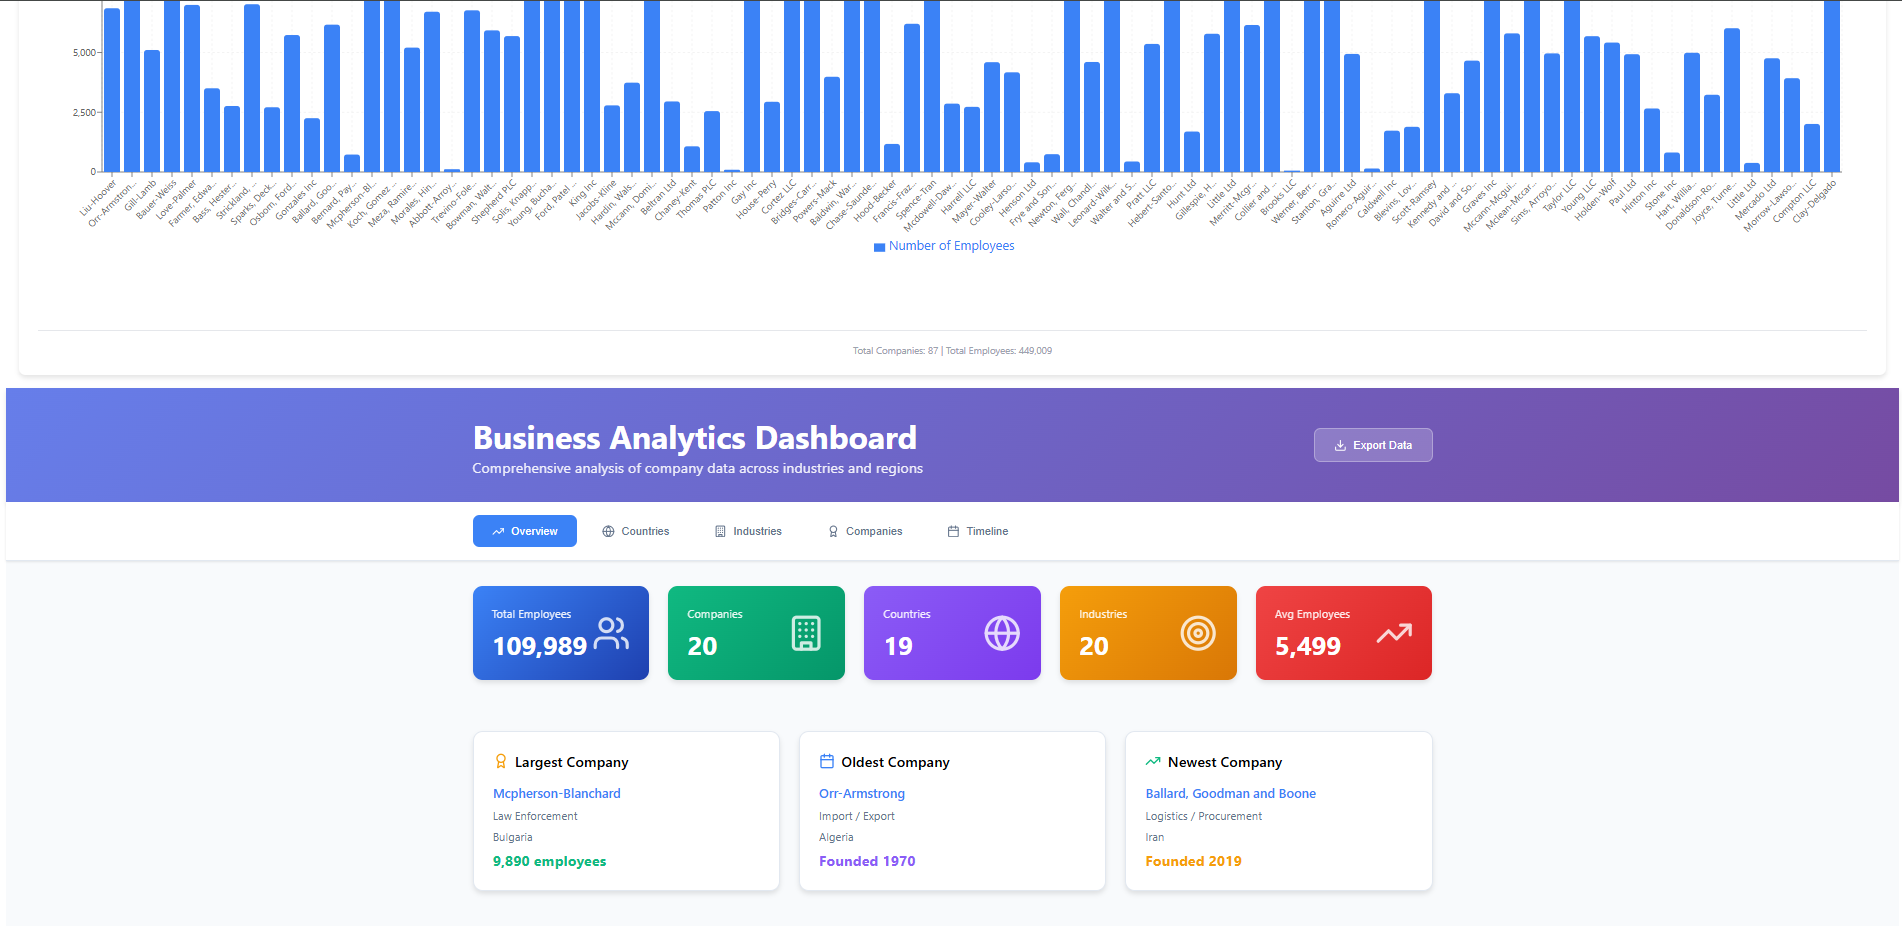 5,000
2,500
0
Liu-Hoover
Orr-Armstron...
Gill-Lamb
Bauer-Weiss
Love-Palmer
Farmer, Edwa...
Bass, Hester...
Strickland, ...
Sparks, Deck...
Osborn, Ford...
Gonzales Inc
Ballard, Goo...
Bernard, Pay...
Mcpherson-Bl...
Koch, Gomez ...
Meza, Ramire...
Morales, Hin...
Abbott-Arroy...
Trevino-Fole...
Bowman, Walt...
Shepherd PLC
Solis, Knapp...
Young, Bucha...
Ford, Patel ...
King Inc
Jacobs-Kline
Hardin, Wals...
Mccann, Domi...
Beltran Ltd
Chaney-Kent
Thomas PLC
Patton Inc
Gay Inc
House-Perry
Cortez LLC
Bridges-Carr...
Powers-Mack
Baldwin, War...
Chase-Saunde...
Hood-Becker
Francis-Fraz...
Spence-Tran
Mcdowell-Daw...
Harrell LLC
Mayer-Walter
Cooley-Larso...
Henson Ltd
Frye and Son...
Newton, Ferg...
Wall, Chandl...
Leonard-Wilk...
Walter and S...
Pratt LLC
Hebert-Santo...
Hunt Ltd
Gillespie, H...
Little Ltd
Merritt-Mcgr...
Collier and ...
Brooks LLC
Werner, Berr...
Stanton, Gra...
Aguirre Ltd
Romero-Aguir...
Caldwell Inc
Blevins, Lov...
Scott-Ramsey
Kennedy and ...
David and So...
Graves Inc
Mccann-Mcgui...
Mclean-Mccar...
Sims, Arroyo...
Taylor LLC
Young LLC
Holden-Wolf
Paul Ltd
Hinton Inc
Stone Inc
Hart, Willia...
Donaldson-Ro...
Joyce, Turne...
Little Ltd
Mercado Ltd
Morrow-Lawso...
Compton LLC
Clay-Delgado
Number of Employees
Total Companies: 87 | Total Employees: 449,009
Business Analytics Dashboard
Comprehensive analysis of company data across industries and regions
Export Data
Overview Countries Industries Companies Timeline
Total Employees
109,989
Companies
20
Countries
19
Industries
20
Avg Employees
5,499
Largest Company
Mcpherson-Blanchard
Law Enforcement
Bulgaria
9,890 employees
Oldest Company
Orr-Armstrong
Import / Export
Algeria
Founded 1970
Newest Company
Ballard, Goodman and Boone
Logistics / Procurement
Iran
Founded 2019